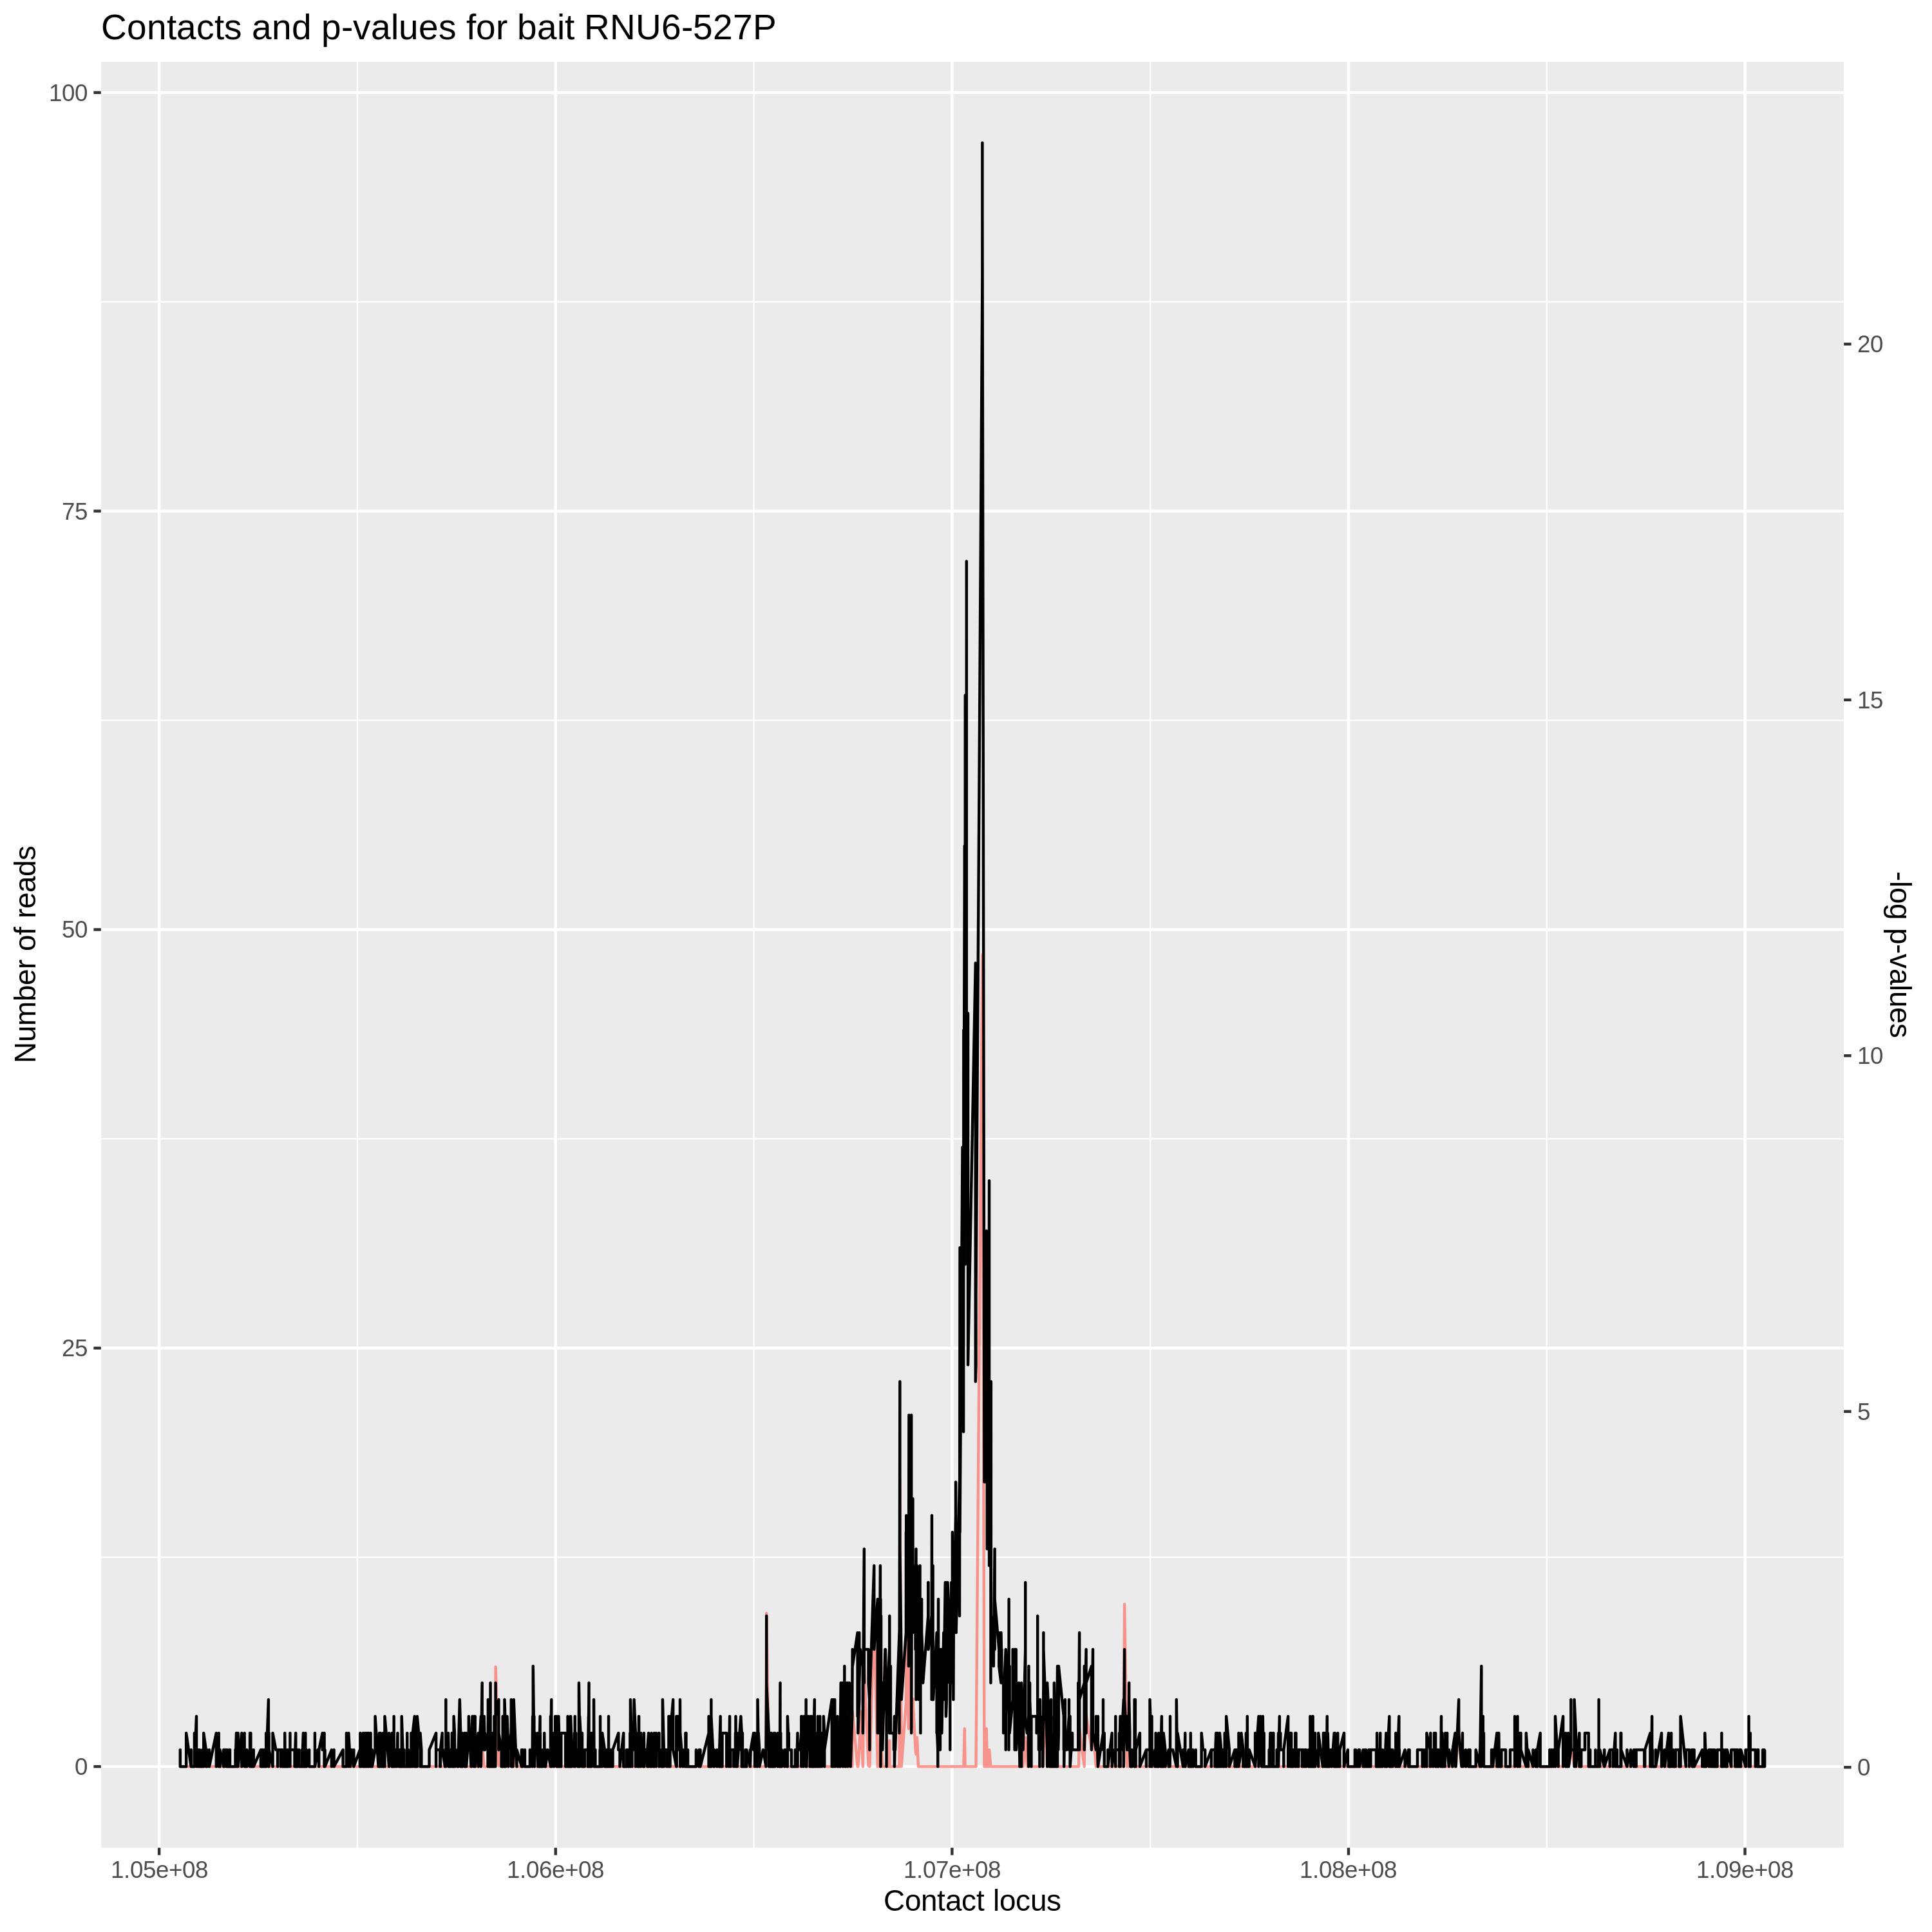 Contacts and p-values for bait RNU6-527P
100
75
50
25
0
Number of reads
20
15
10
5
0
-log p-values
1.05e+08 1.06e+08 1.07e+08 1.08e+08 1.09e+08
Contact locus